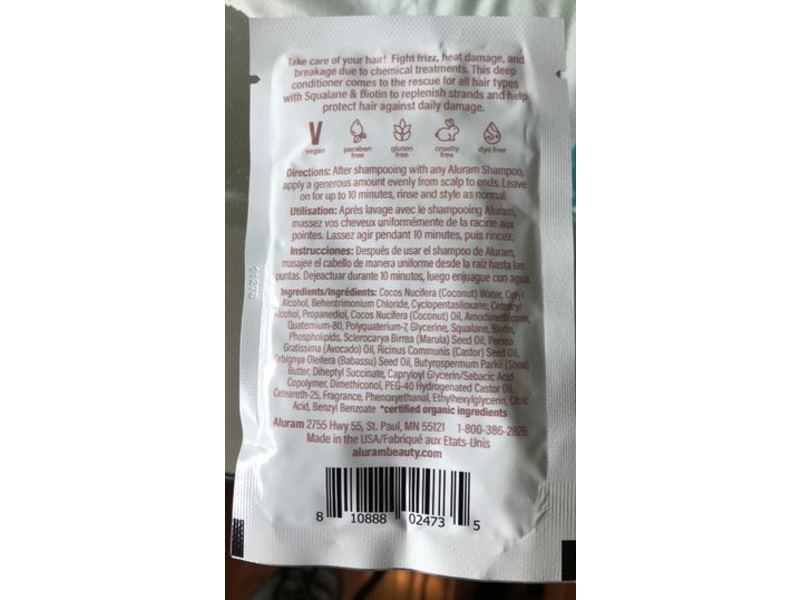 Take care of your hair! Fight frizz, heat damage, and
breakage due to chemical treatments. This deep
conditioner comes to the rescue for all hair types
with Squalane & Biotin to replenish strands and help
protect hair against daily damage.
V
vegan
paraben
free
gluten
free
cruelty
free
dye free
Directions: After shampooing with any Aluram Shampoo,
apply a generous amount evenly from scalp to ends. Leave
on for up to 10 minutes, rinse and style as normal.
Utilisation: Après lavage avec le shampooing Aluram,
massez vos cheveux uniformémente de la racine aux
pointes. Lassez agir pendant 10 minutes, puis rincez.
Instrucciones: Después de usar el shampoo de Aluram,
masajée el cabello de manera uniforme desde la raíz hasta las
puntas. Dejeactuar durante 10 minutos, luego enjuague con agua
Ingredients/Ingrédients: Cocos Nucifera (Coconut) Water, Cetyl
Alcohol, Behentrimonium Chloride, Cyclopentasiloxane, Cetearyl
Alcohol, Propanediol, Cocos Nucifera (Coconut) Oil, Amodimethicone,
Quaternium-80, Polyquaternium-7, Glycerine, Squalane, Biotin,
Phospholipids, Sclerocarya Birrea (Marula) Seed Oil, Persea
Gratissima (Avocado) Oil, Ricinus Communis (Castor) Seed Oil,
Orbignya Oleifera (Babassu) Seed Oil, Butyrospermum Parkii (Shea)
Butter, Diheptyl Succinate, Capryloyl Glycerin/Sebacic Acid
Copolymer, Dimethiconol, PEG-40 Hydrogenated Castor Oil,
Ceteareth-25, Fragrance, Phenoxyethanol, Ethylhexylglycerin, Citric
Acid, Benzyl Benzoate *certified organic ingredients
Aluram 2755 Hwy 55, St. Paul, MN 55121 1-800-386-2825
Made in the USA/Fabriqué aux Etats-Unis
alurambeauty.com
8 10888 02473 5